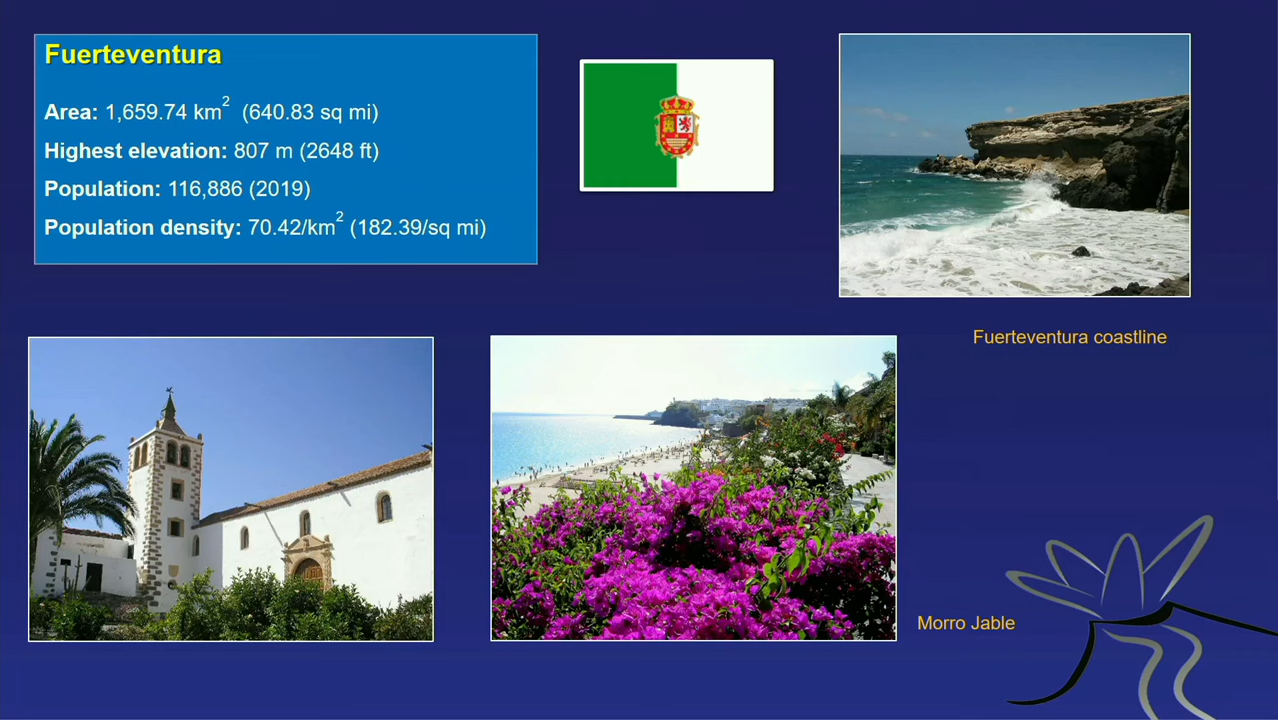 Fuerteventura
Area: 1,659.74 km² (640.83 sq mi)
Highest elevation: 807 m (2648 ft)
Population: 116,886 (2019)
Population density: 70.42/km² (182.39/sq mi)
Fuerteventura coastline
Morro Jable